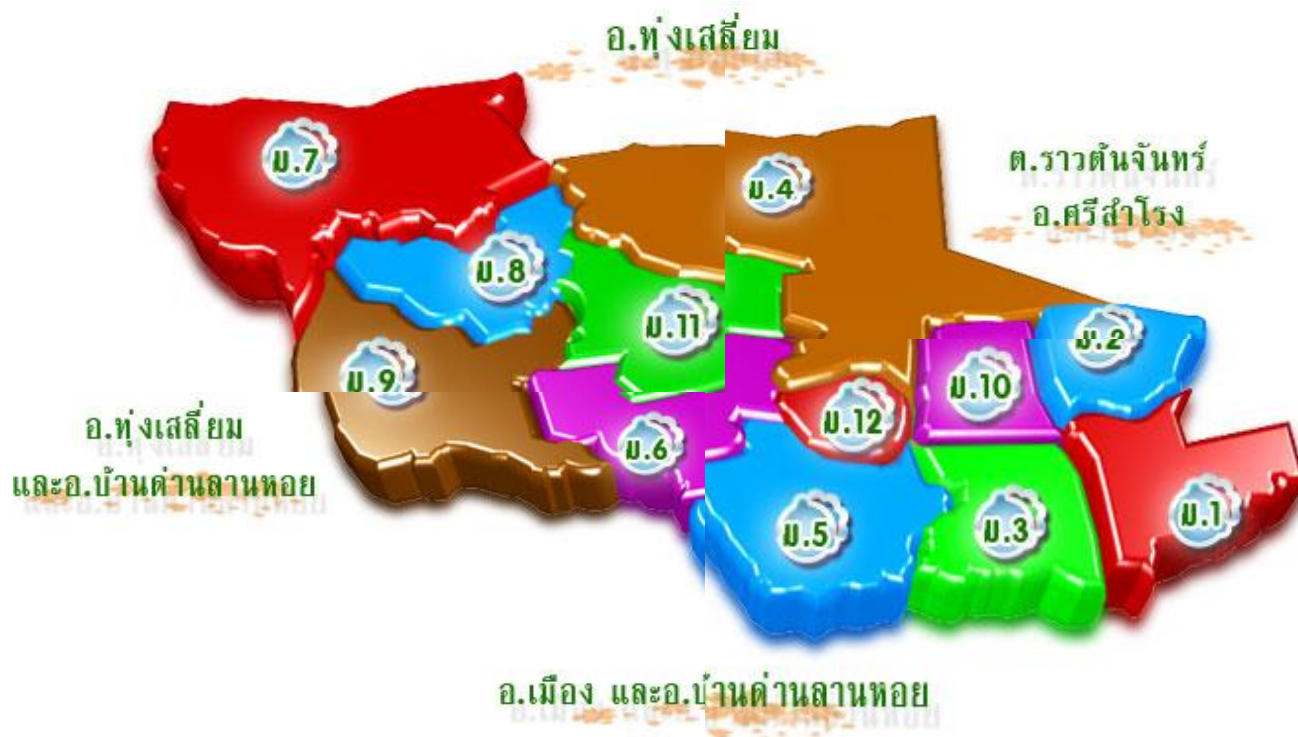 อ.ทุ่งเสลี่ยม
ต.ราวต้นจันทร์
อ.ศรีสำโรง
ม.7
ม.4
ม.8
ม.11
ม.2
ม.9
ม.10
ม.12
ม.6
อ.ทุ่งเสลี่ยม
และอ.บ้านด่านลานหอย
ม.5
ม.3
ม.1
อ.เมือง และอ.บ้านด่านลานหอย